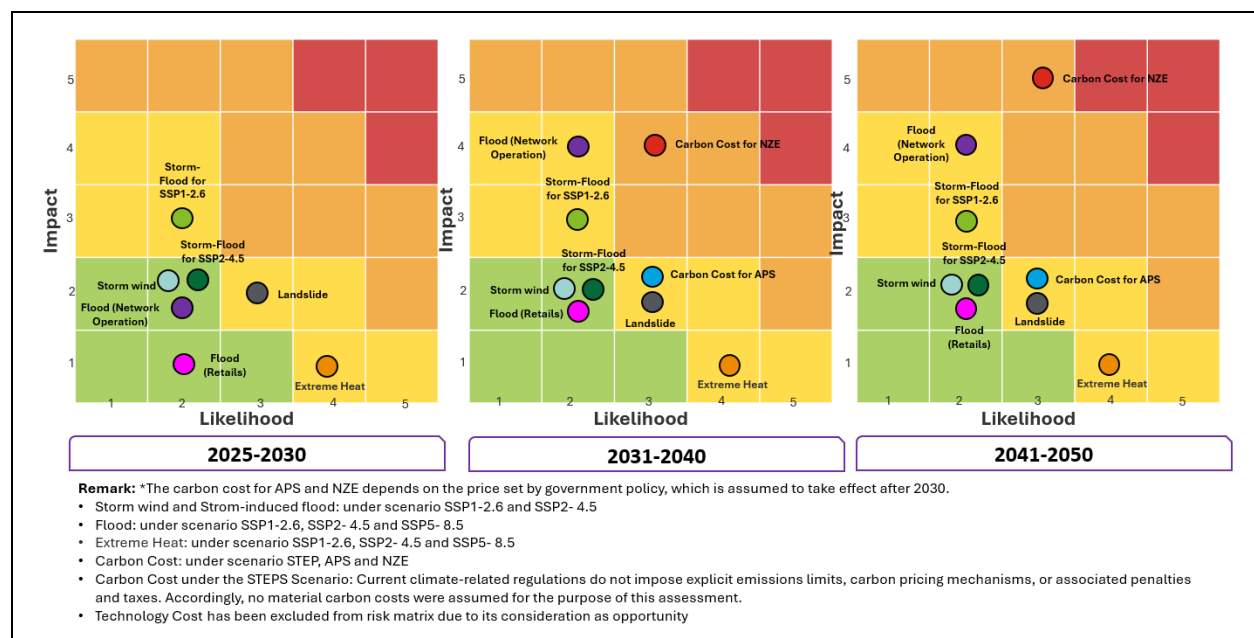 5
4
3
2
1
Impact
Storm-
Flood for
SSP1-2.6
Storm-Flood
for SSP2-4.5
Storm wind
Flood (Network
Operation)
Landslide
Flood
(Retails)
Extreme Heat
1 2 3 4 5
Likelihood
2025-2030
5
4
3
2
1
Impact
Flood (Network
Operation)
Carbon Cost for NZE
Storm-Flood
for SSP1-2.6
Storm-Flood
for SSP2-4.5
Carbon Cost for APS
Storm wind
Flood (Retails)
Landslide
Extreme Heat
1 2 3 4 5
Likelihood
2031-2040
5
4
3
2
1
Impact
Carbon Cost for NZE
Flood
(Network
Operation)
Storm-Flood
for SSP1-2.6
Storm-Flood
for SSP2-4.5
Storm wind
Carbon Cost for APS
Landslide
Flood
(Retails)
Extreme Heat
1 2 3 4 5
Likelihood
2041-2050
Remark: *The carbon cost for APS and NZE depends on the price set by government policy, which is assumed to take effect after 2030.
• Storm wind and Strom-induced flood: under scenario SSP1-2.6 and SSP2- 4.5
• Flood: under scenario SSP1-2.6, SSP2- 4.5 and SSP5- 8.5
• Extreme Heat: under scenario SSP1-2.6, SSP2- 4.5 and SSP5- 8.5
• Carbon Cost: under scenario STEP, APS and NZE
• Carbon Cost under the STEPS Scenario: Current climate-related regulations do not impose explicit emissions limits, carbon pricing mechanisms, or associated penalties
and taxes. Accordingly, no material carbon costs were assumed for the purpose of this assessment.
• Technology Cost has been excluded from risk matrix due to its consideration as opportunity